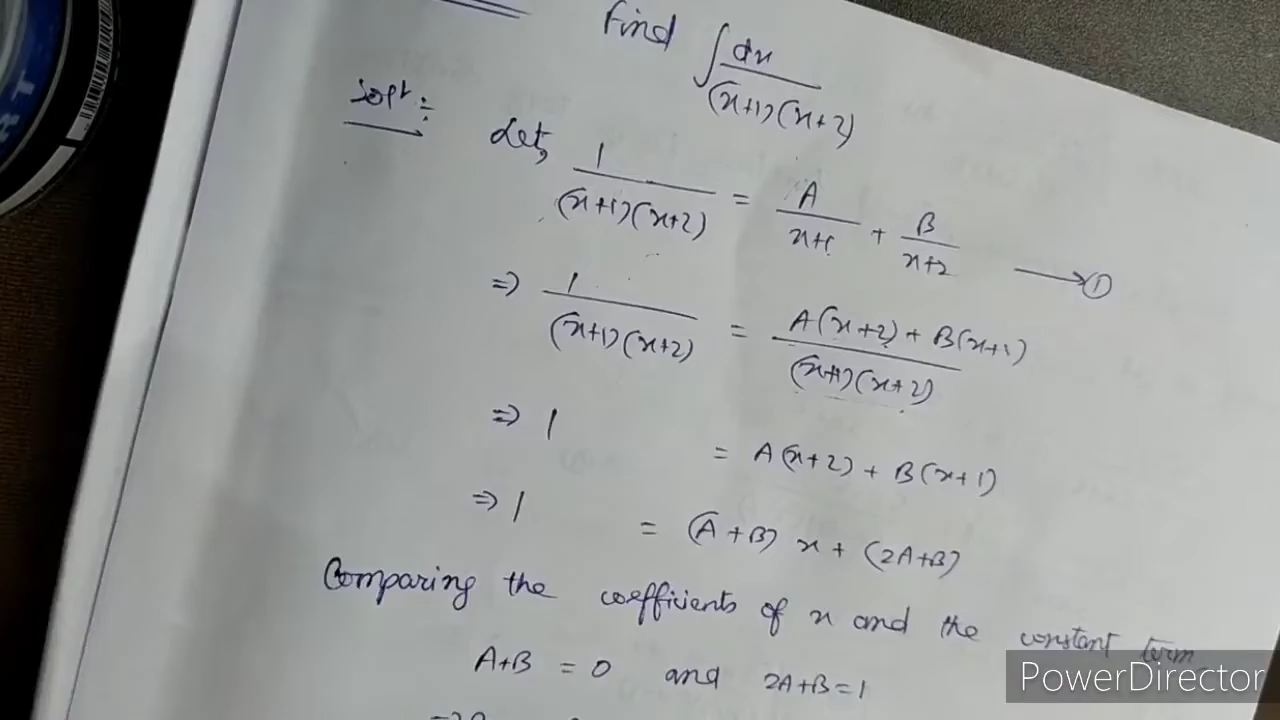 Find ∫ dx / (x+1)(x+2)
Solⁿ :-
Let, 1 / (x+1)(x+2) = A / x+1 + B / x+2 → ①
⇒ 1 / (x+1)(x+2) = A(x+2) + B(x+1) / (x+1)(x+2)
⇒ 1 = A(x+2) + B(x+1)
⇒ 1 = (A+B) x + (2A+B)
Comparing the coefficients of x and the constant term
A+B = 0 and 2A+B = 1
PowerDirector